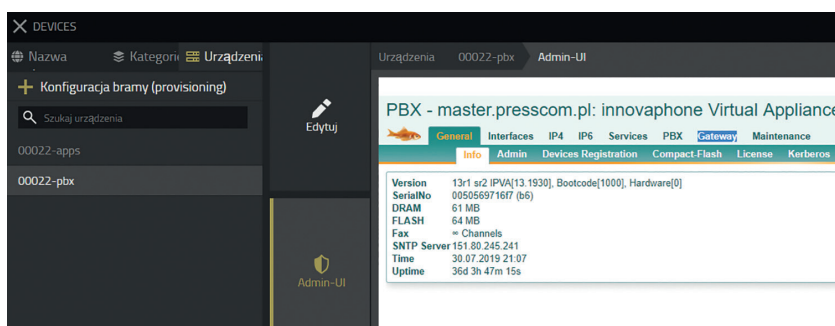 DEVICES
Nazwa Kategorie Urządzenia
Urządzenia 00022-pbx Admin-UI
Konfiguracja bramy (provisioning)
Szukaj urządzenia
00022-apps
00022-pbx
Edytuj
Admin-UI
PBX - master.presscom.pl: innovaphone Virtual Appliance
General Interfaces IP4 IP6 Services PBX Gateway Maintenance
Info Admin Devices Registration Compact-Flash License Kerberos
Version 13r1 sr2 IPVA[13.1930], Bootcode[1000], Hardware[0]
SerialNo 0050569716f7 (b6)
DRAM 61 MB
FLASH 64 MB
Fax ∞ Channels
SNTP Server 151.80.245.241
Time 30.07.2019 21:07
Uptime 36d 3h 47m 15s